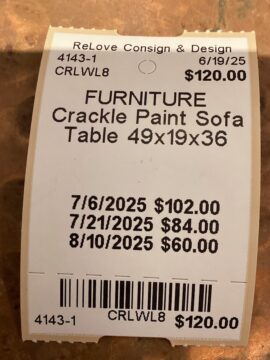 ReLove Consign & Design
4143-1 6/19/25
CRLWL8 $120.00
FURNITURE
Crackle Paint Sofa
Table 49x19x36
7/6/2025 $102.00
7/21/2025 $84.00
8/10/2025 $60.00
4143-1 CRLWL8 $120.00